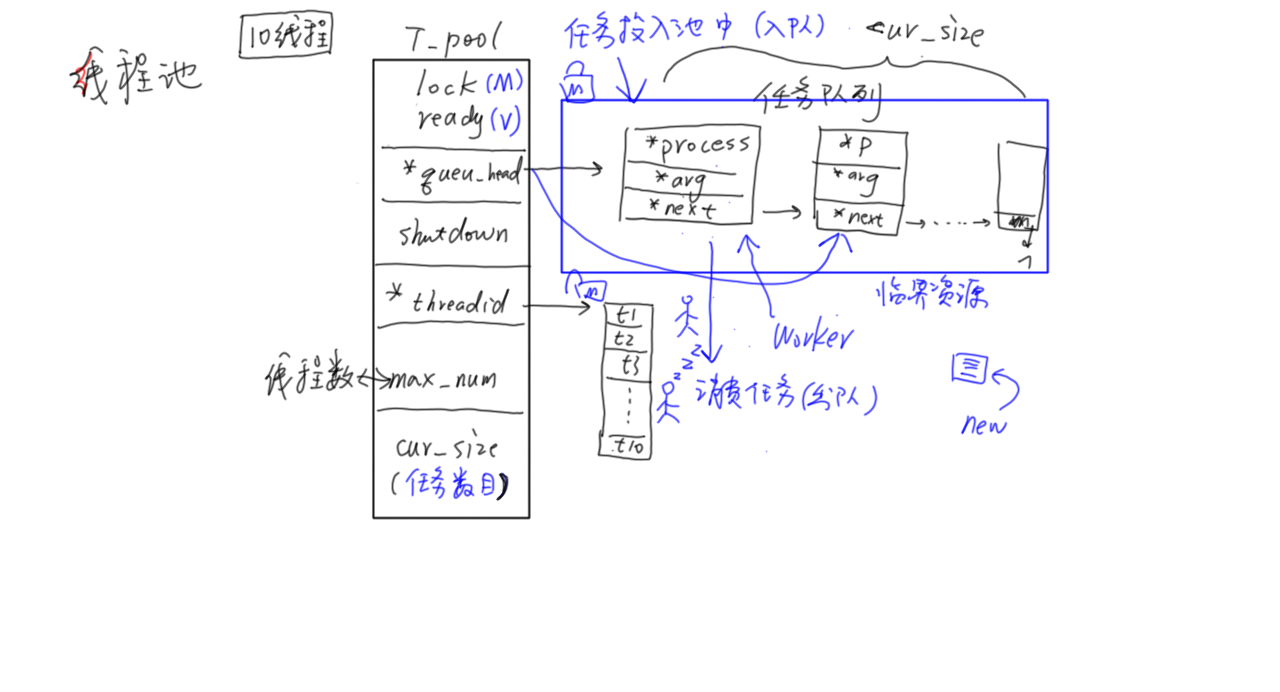 线程池
10线程
T_pool
lock(M)
ready(V)
*queu_head
shutdown
*threadid
线程数
max_num
cur_size
(任务数目)
任务投入池中(入队)
cur_size
m
任务队列
*process
*arg
*next
*p
*arg
*next
临界资源
m
t1
t2
t3
t10
z
z
z
z
Worker
消费任务(出队)
new